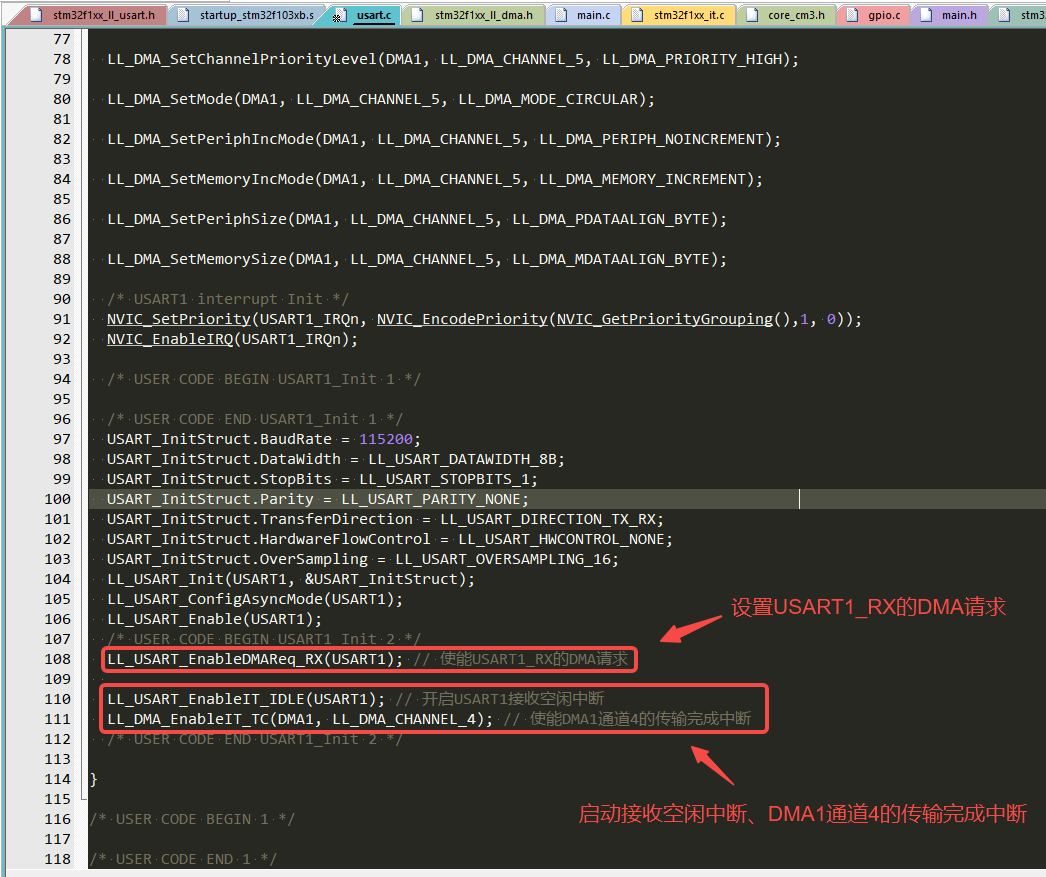 stm32f1xx_ll_usart.h startup_stm32f103xb.s usart.c stm32f1xx_ll_dma.h main.c stm32f1xx_it.c core_cm3.h gpio.c main.h stm3
77
78 LL_DMA_SetChannelPriorityLevel(DMA1, LL_DMA_CHANNEL_5, LL_DMA_PRIORITY_HIGH);
79
80 LL_DMA_SetMode(DMA1, LL_DMA_CHANNEL_5, LL_DMA_MODE_CIRCULAR);
81
82 LL_DMA_SetPeriphIncMode(DMA1, LL_DMA_CHANNEL_5, LL_DMA_PERIPH_NOINCREMENT);
83
84 LL_DMA_SetMemoryIncMode(DMA1, LL_DMA_CHANNEL_5, LL_DMA_MEMORY_INCREMENT);
85
86 LL_DMA_SetPeriphSize(DMA1, LL_DMA_CHANNEL_5, LL_DMA_PDATAALIGN_BYTE);
87
88 LL_DMA_SetMemorySize(DMA1, LL_DMA_CHANNEL_5, LL_DMA_MDATAALIGN_BYTE);
89
90 /* USART1 interrupt Init */
91 NVIC_SetPriority(USART1_IRQn, NVIC_EncodePriority(NVIC_GetPriorityGrouping(),1, 0));
92 NVIC_EnableIRQ(USART1_IRQn);
93
94 /* USER CODE BEGIN USART1_Init 1 */
95
96 /* USER CODE END USART1_Init 1 */
97 USART_InitStruct.BaudRate = 115200;
98 USART_InitStruct.DataWidth = LL_USART_DATAWIDTH_8B;
99 USART_InitStruct.StopBits = LL_USART_STOPBITS_1;
100 USART_InitStruct.Parity = LL_USART_PARITY_NONE;
101 USART_InitStruct.TransferDirection = LL_USART_DIRECTION_TX_RX;
102 USART_InitStruct.HardwareFlowControl = LL_USART_HWCONTROL_NONE;
103 USART_InitStruct.OverSampling = LL_USART_OVERSAMPLING_16;
104 LL_USART_Init(USART1, &USART_InitStruct);
105 LL_USART_ConfigAsyncMode(USART1);
106 LL_USART_Enable(USART1);
设置USART1_RX的DMA请求
107 /* USER CODE BEGIN USART1_Init 2 */
108 LL_USART_EnableDMAReq_RX(USART1); // 使能USART1_RX的DMA请求
109
110 LL_USART_EnableIT_IDLE(USART1); // 开启USART1接收空闲中断
111 LL_DMA_EnableIT_TC(DMA1, LL_DMA_CHANNEL_4); // 使能DMA1通道4的传输完成中断
112 /* USER CODE END USART1_Init 2 */
113
114 }
115
启动接收空闲中断、DMA1通道4的传输完成中断
116 /* USER CODE BEGIN 1 */
117
118 /* USER CODE END 1 */